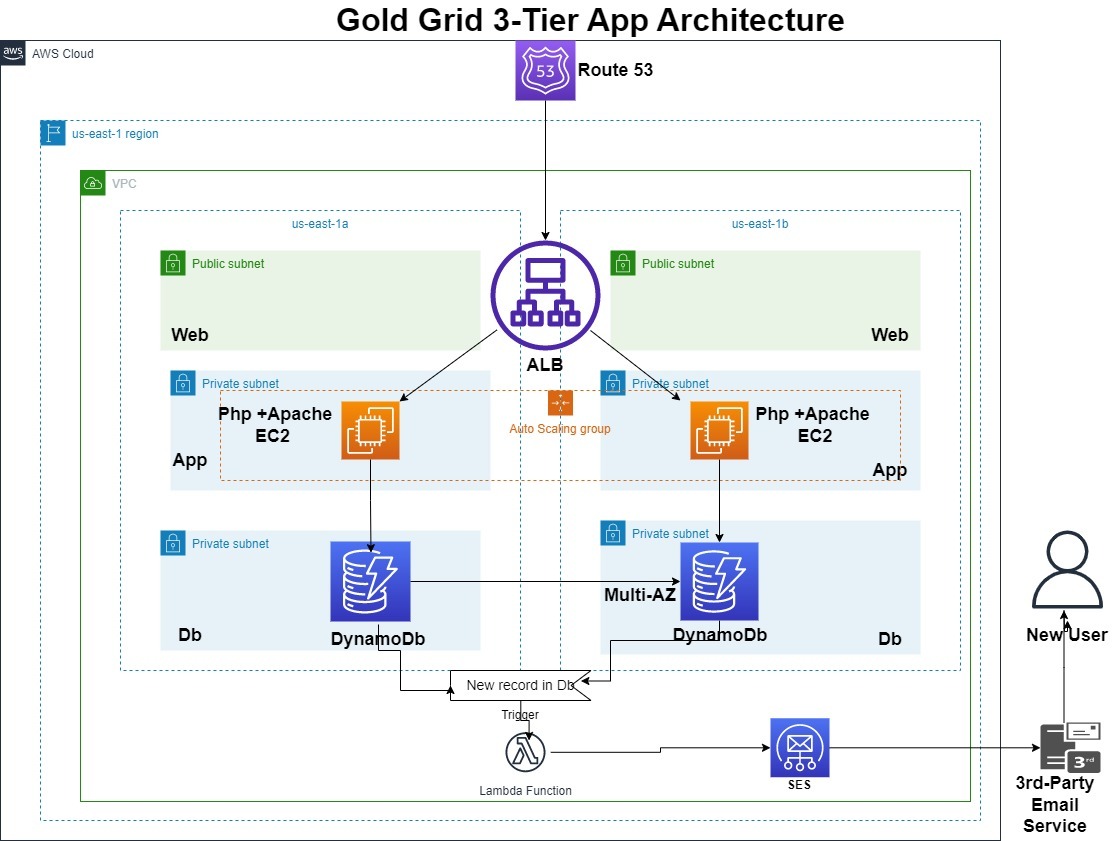 Gold Grid 3-Tier App Architecture
aws
AWS Cloud
53
Route 53
us-east-1 region
VPC
us-east-1a
us-east-1b
Public subnet
Public subnet
Web
Web
ALB
Private subnet
Private subnet
Php +Apache
EC2
Php +Apache
EC2
Auto Scaling group
App
App
Private subnet
Private subnet
Multi-AZ
Db
DynamoDb
DynamoDb
Db
New User
New record in Db
Trigger
Lambda Function
SES
3rd
3rd-Party
Email
Service